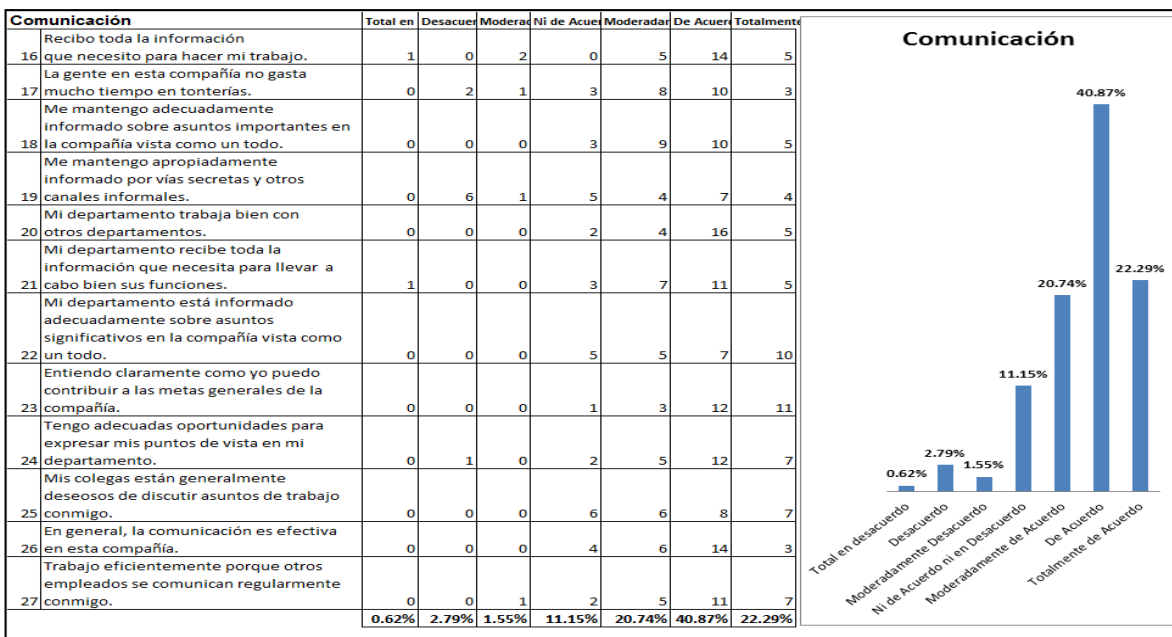 Comunicación Total en Desacuer Moderad Ni de Acue Moderadar De Acuer Totalmente
Recibo toda la información
16 que necesito para hacer mi trabajo. 1 0 2 0 5 14 5
La gente en esta compañía no gasta
17 mucho tiempo en tonterías. 0 2 1 3 8 10 3
Me mantengo adecuadamente
informado sobre asuntos importantes en
18 la compañía vista como un todo. 0 0 0 3 9 10 5
Me mantengo apropiadamente
informado por vías secretas y otros
19 canales informales. 0 6 1 5 4 7 4
Mi departamento trabaja bien con
20 otros departamentos. 0 0 0 2 4 16 5
Mi departamento recibe toda la
información que necesita para llevar a
21 cabo bien sus funciones. 1 0 0 3 7 11 5
Mi departamento está informado
adecuadamente sobre asuntos
significativos en la compañía vista como
22 un todo. 0 0 0 5 5 7 10
Entiendo claramente como yo puedo
contribuir a las metas generales de la
23 compañía. 0 0 0 1 3 12 11
Tengo adecuadas oportunidades para
expresar mis puntos de vista en mi
24 departamento. 0 1 0 2 5 12 7
Mis colegas están generalmente
deseosos de discutir asuntos de trabajo
25 conmigo. 0 0 0 6 6 8 7
En general, la comunicación es efectiva
26 en esta compañía. 0 0 0 4 6 14 3
Trabajo eficientemente porque otros
empleados se comunican regularmente
27 conmigo. 0 0 1 2 5 11 7
0.62% 2.79% 1.55% 11.15% 20.74% 40.87% 22.29%
Comunicación
0.62%
2.79%
1.55%
11.15%
20.74%
40.87%
22.29%
Total en desacuerdo
Desacuerdo
Moderadamente Desacuerdo
Ni de Acuerdo ni en Desacuerdo
Moderadamente de Acuerdo
De Acuerdo
Totalmente de Acuerdo